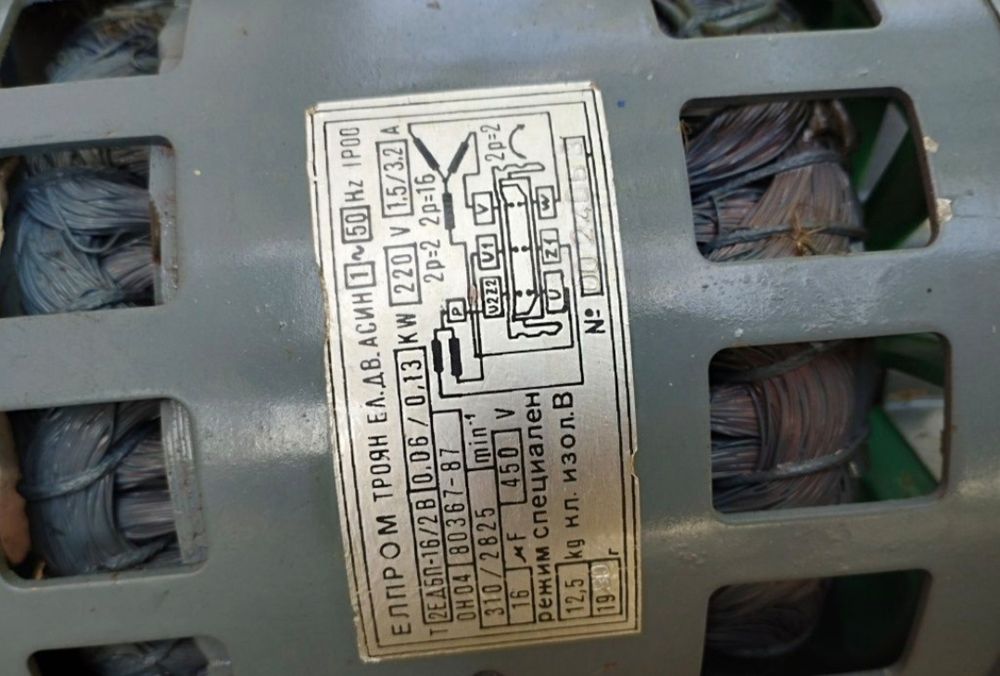 ЕЛПРОМ ТРОЯН ЕЛ.ДВ.АСИН 1 ~ 50 Hz IP00
Т 2ЕДБП-16/2В 0.06 / 0,13 KW 220 V 1.5/3.2 A
ОН04 80367-87
310/2825 min⁻¹
16 µF 450 V
режим специален
12,5 kg кл. изол.В
г
2p=2 2p=16
P
U2Z2 V1 V
U Z1 W
2p=2
№